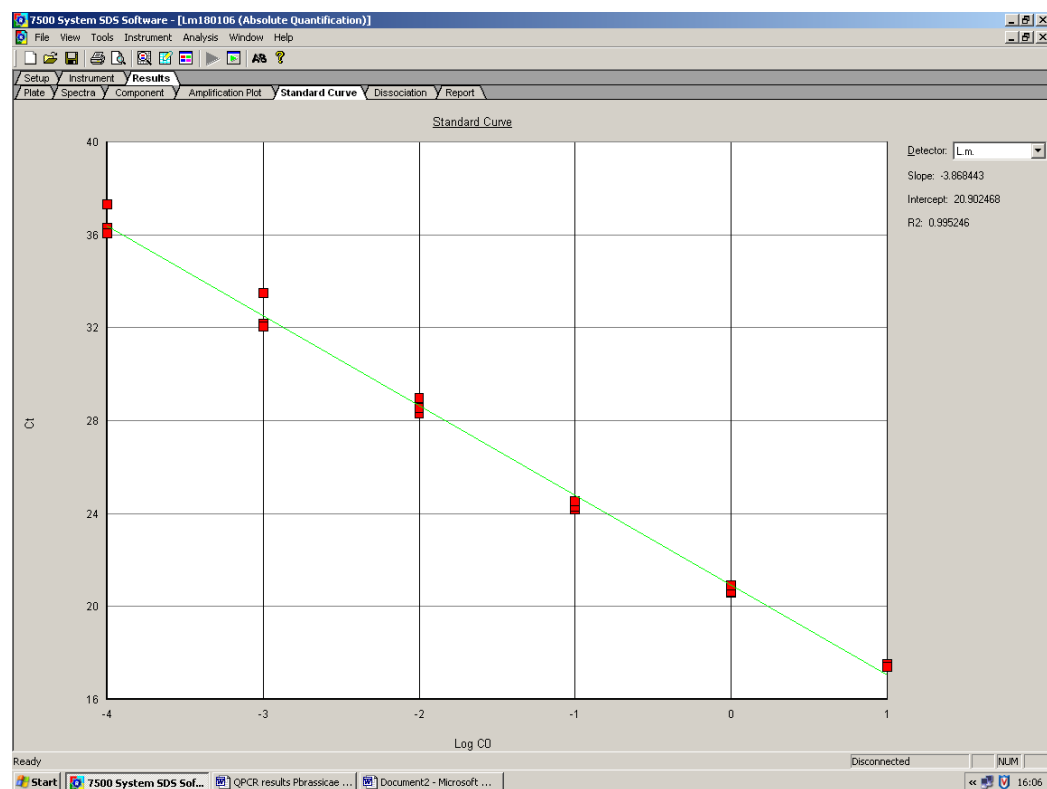 7500 System SDS Software - [Lm180106 (Absolute Quantification)]
File View Tools Instrument Analysis Window Help
Setup Instrument Results
Plate Spectra Component Amplification Plot Standard Curve Dissociation Report
Standard Curve
Detector: L.m.
Slope: -3.868443
Intercept: 20.902468
R2: 0.995246
40
36
32
28
Ct
24
20
16
-4 -3 -2 -1 0 1
Log C0
Ready Disconnected NUM
Start 7500 System SDS Sof... QPCR results Pbrassicae ... Document2 - Microsoft ... « 16:06